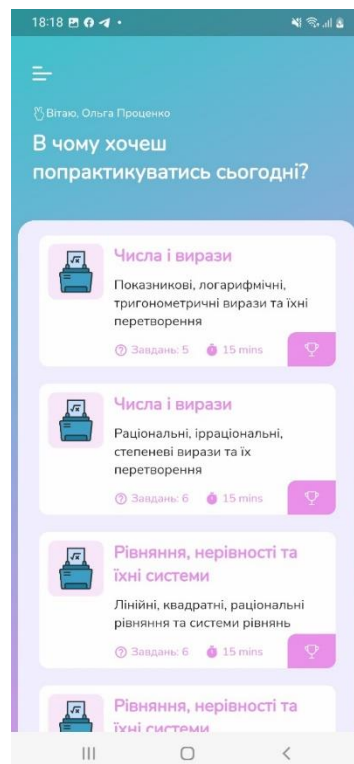 18:18
Вітаю, Ольга Проценко
В чому хочеш
попрактикуватись сьогодні?
Числа і вирази
Показникові, логарифмічні,
тригонометричні вирази та їхні
перетворення
Завдань: 5 15 mins
Числа і вирази
Раціональні, ірраціональні,
степеневі вирази та їх
перетворення
Завдань: 6 15 mins
Рівняння, нерівності та
їхні системи
Лінійні, квадратні, раціональні
рівняння та системи рівнянь
Завдань: 6 15 mins
Рівняння, нерівності та
їхні системи